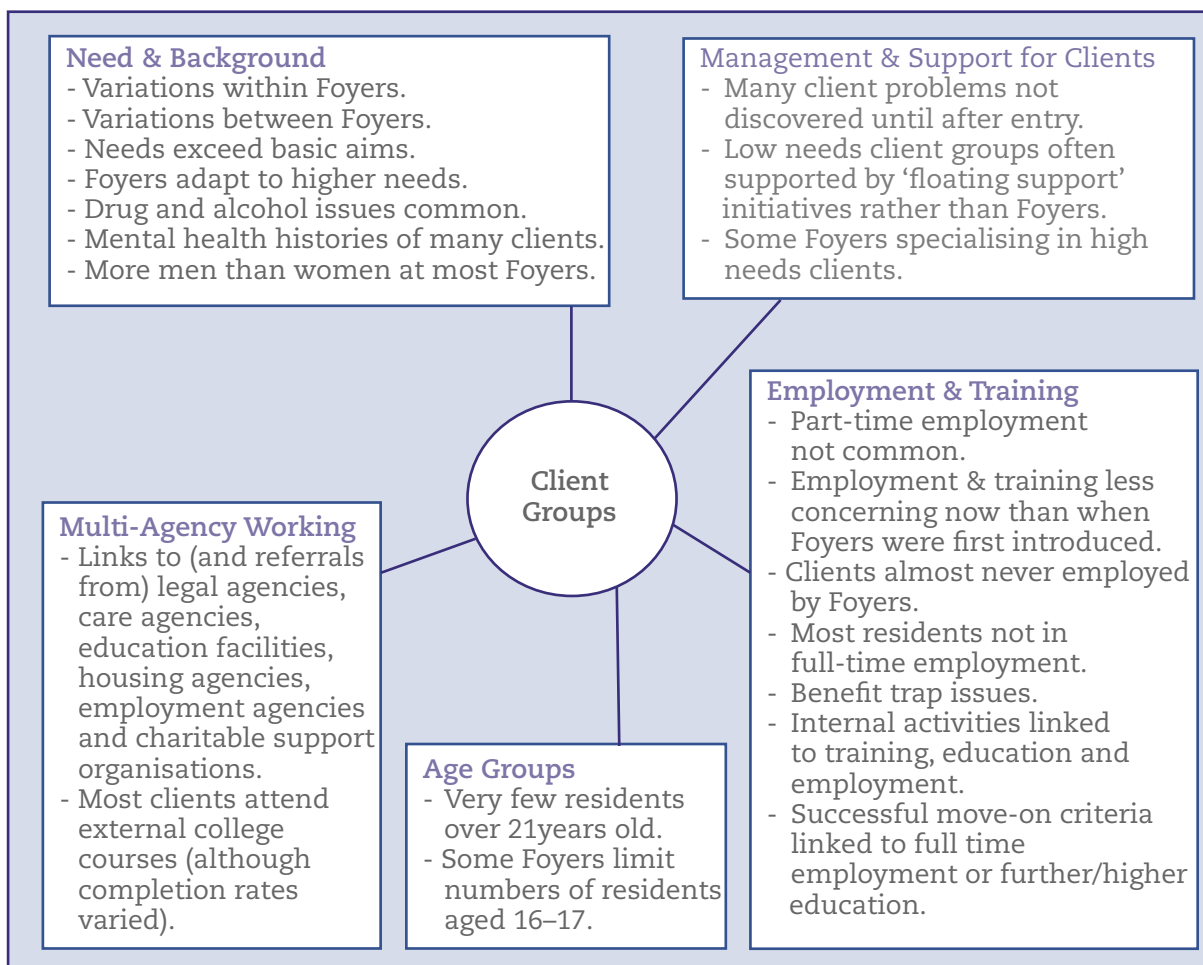 Need & Background
- Variations within Foyers.
- Variations between Foyers.
- Needs exceed basic aims.
- Foyers adapt to higher needs.
- Drug and alcohol issues common.
- Mental health histories of many clients.
- More men than women at most Foyers.
Management & Support for Clients
- Many client problems not
discovered until after entry.
- Low needs client groups often
supported by ‘floating support’
initiatives rather than Foyers.
- Some Foyers specialising in high
needs clients.
Client
Groups
Multi-Agency Working
- Links to (and referrals
from) legal agencies,
care agencies,
education facilities,
housing agencies,
employment agencies
and charitable support
organisations.
- Most clients attend
external college
courses (although
completion rates
varied).
Age Groups
- Very few residents
over 21years old.
- Some Foyers limit
numbers of residents
aged 16–17.
Employment & Training
- Part-time employment
not common.
- Employment & training less
concerning now than when
Foyers were first introduced.
- Clients almost never employed
by Foyers.
- Most residents not in
full-time employment.
- Benefit trap issues.
- Internal activities linked
to training, education and
employment.
- Successful move-on criteria
linked to full time
employment or further/higher
education.